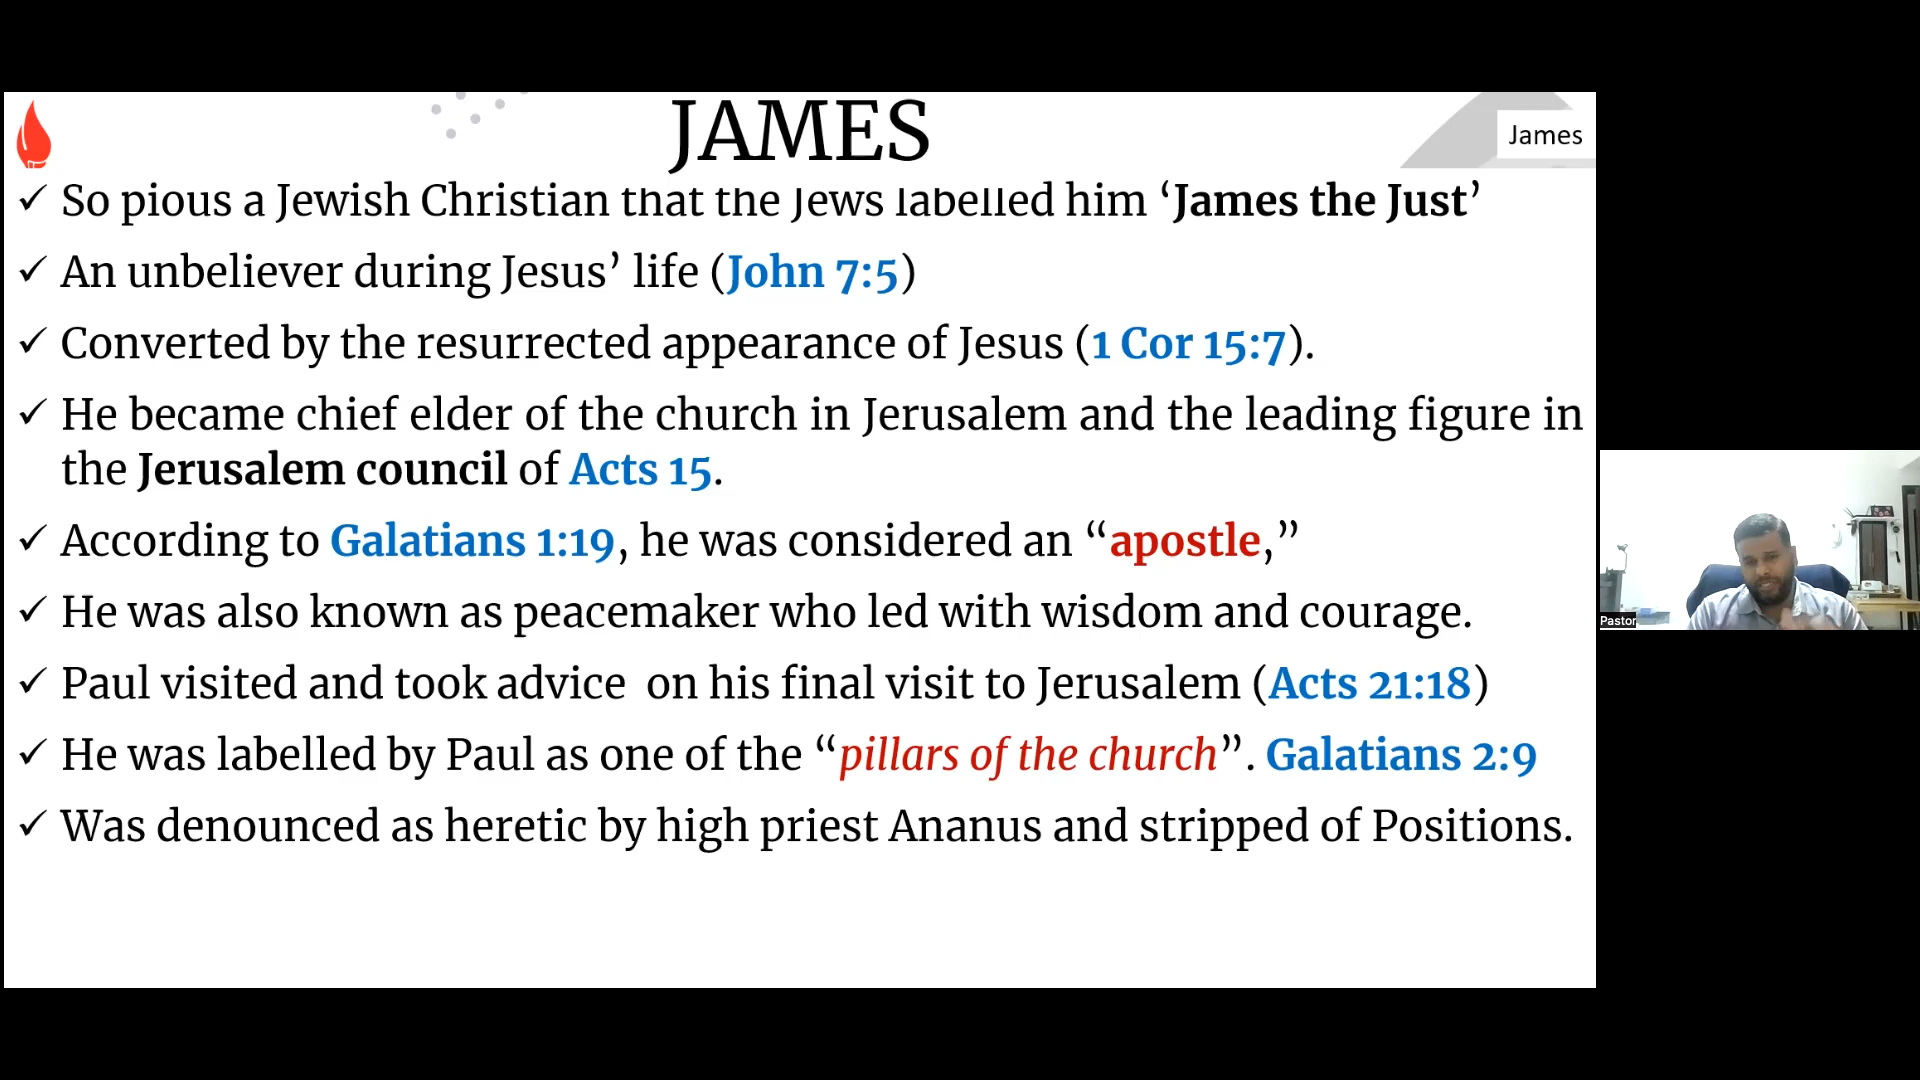 JAMES
James
✓ So pious a Jewish Christian that the Jews labelled him ‘James the Just’
✓ An unbeliever during Jesus’ life (John 7:5)
✓ Converted by the resurrected appearance of Jesus (1 Cor 15:7).
✓ He became chief elder of the church in Jerusalem and the leading figure in
the Jerusalem council of Acts 15.
✓ According to Galatians 1:19, he was considered an “apostle,”
✓ He was also known as peacemaker who led with wisdom and courage.
✓ Paul visited and took advice  on his final visit to Jerusalem (Acts 21:18)
✓ He was labelled by Paul as one of the “pillars of the church”. Galatians 2:9
✓ Was denounced as heretic by high priest Ananus and stripped of Positions.
Pastor